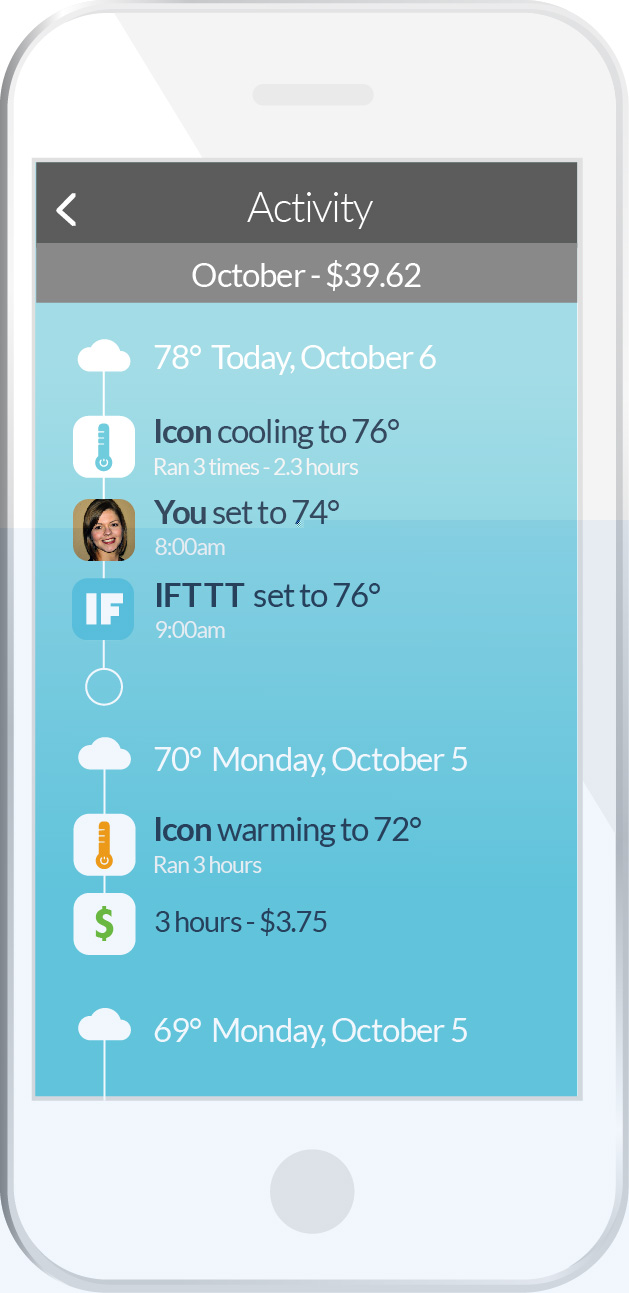 Activity
October - $39.62
78° Today, October 6
Icon cooling to 76°
Ran 3 times - 2.3 hours
You set to 74°
8:00am
IF
IFTTT set to 76°
9:00am
70° Monday, October 5
Icon warming to 72°
Ran 3 hours
$
3 hours - $3.75
69° Monday, October 5